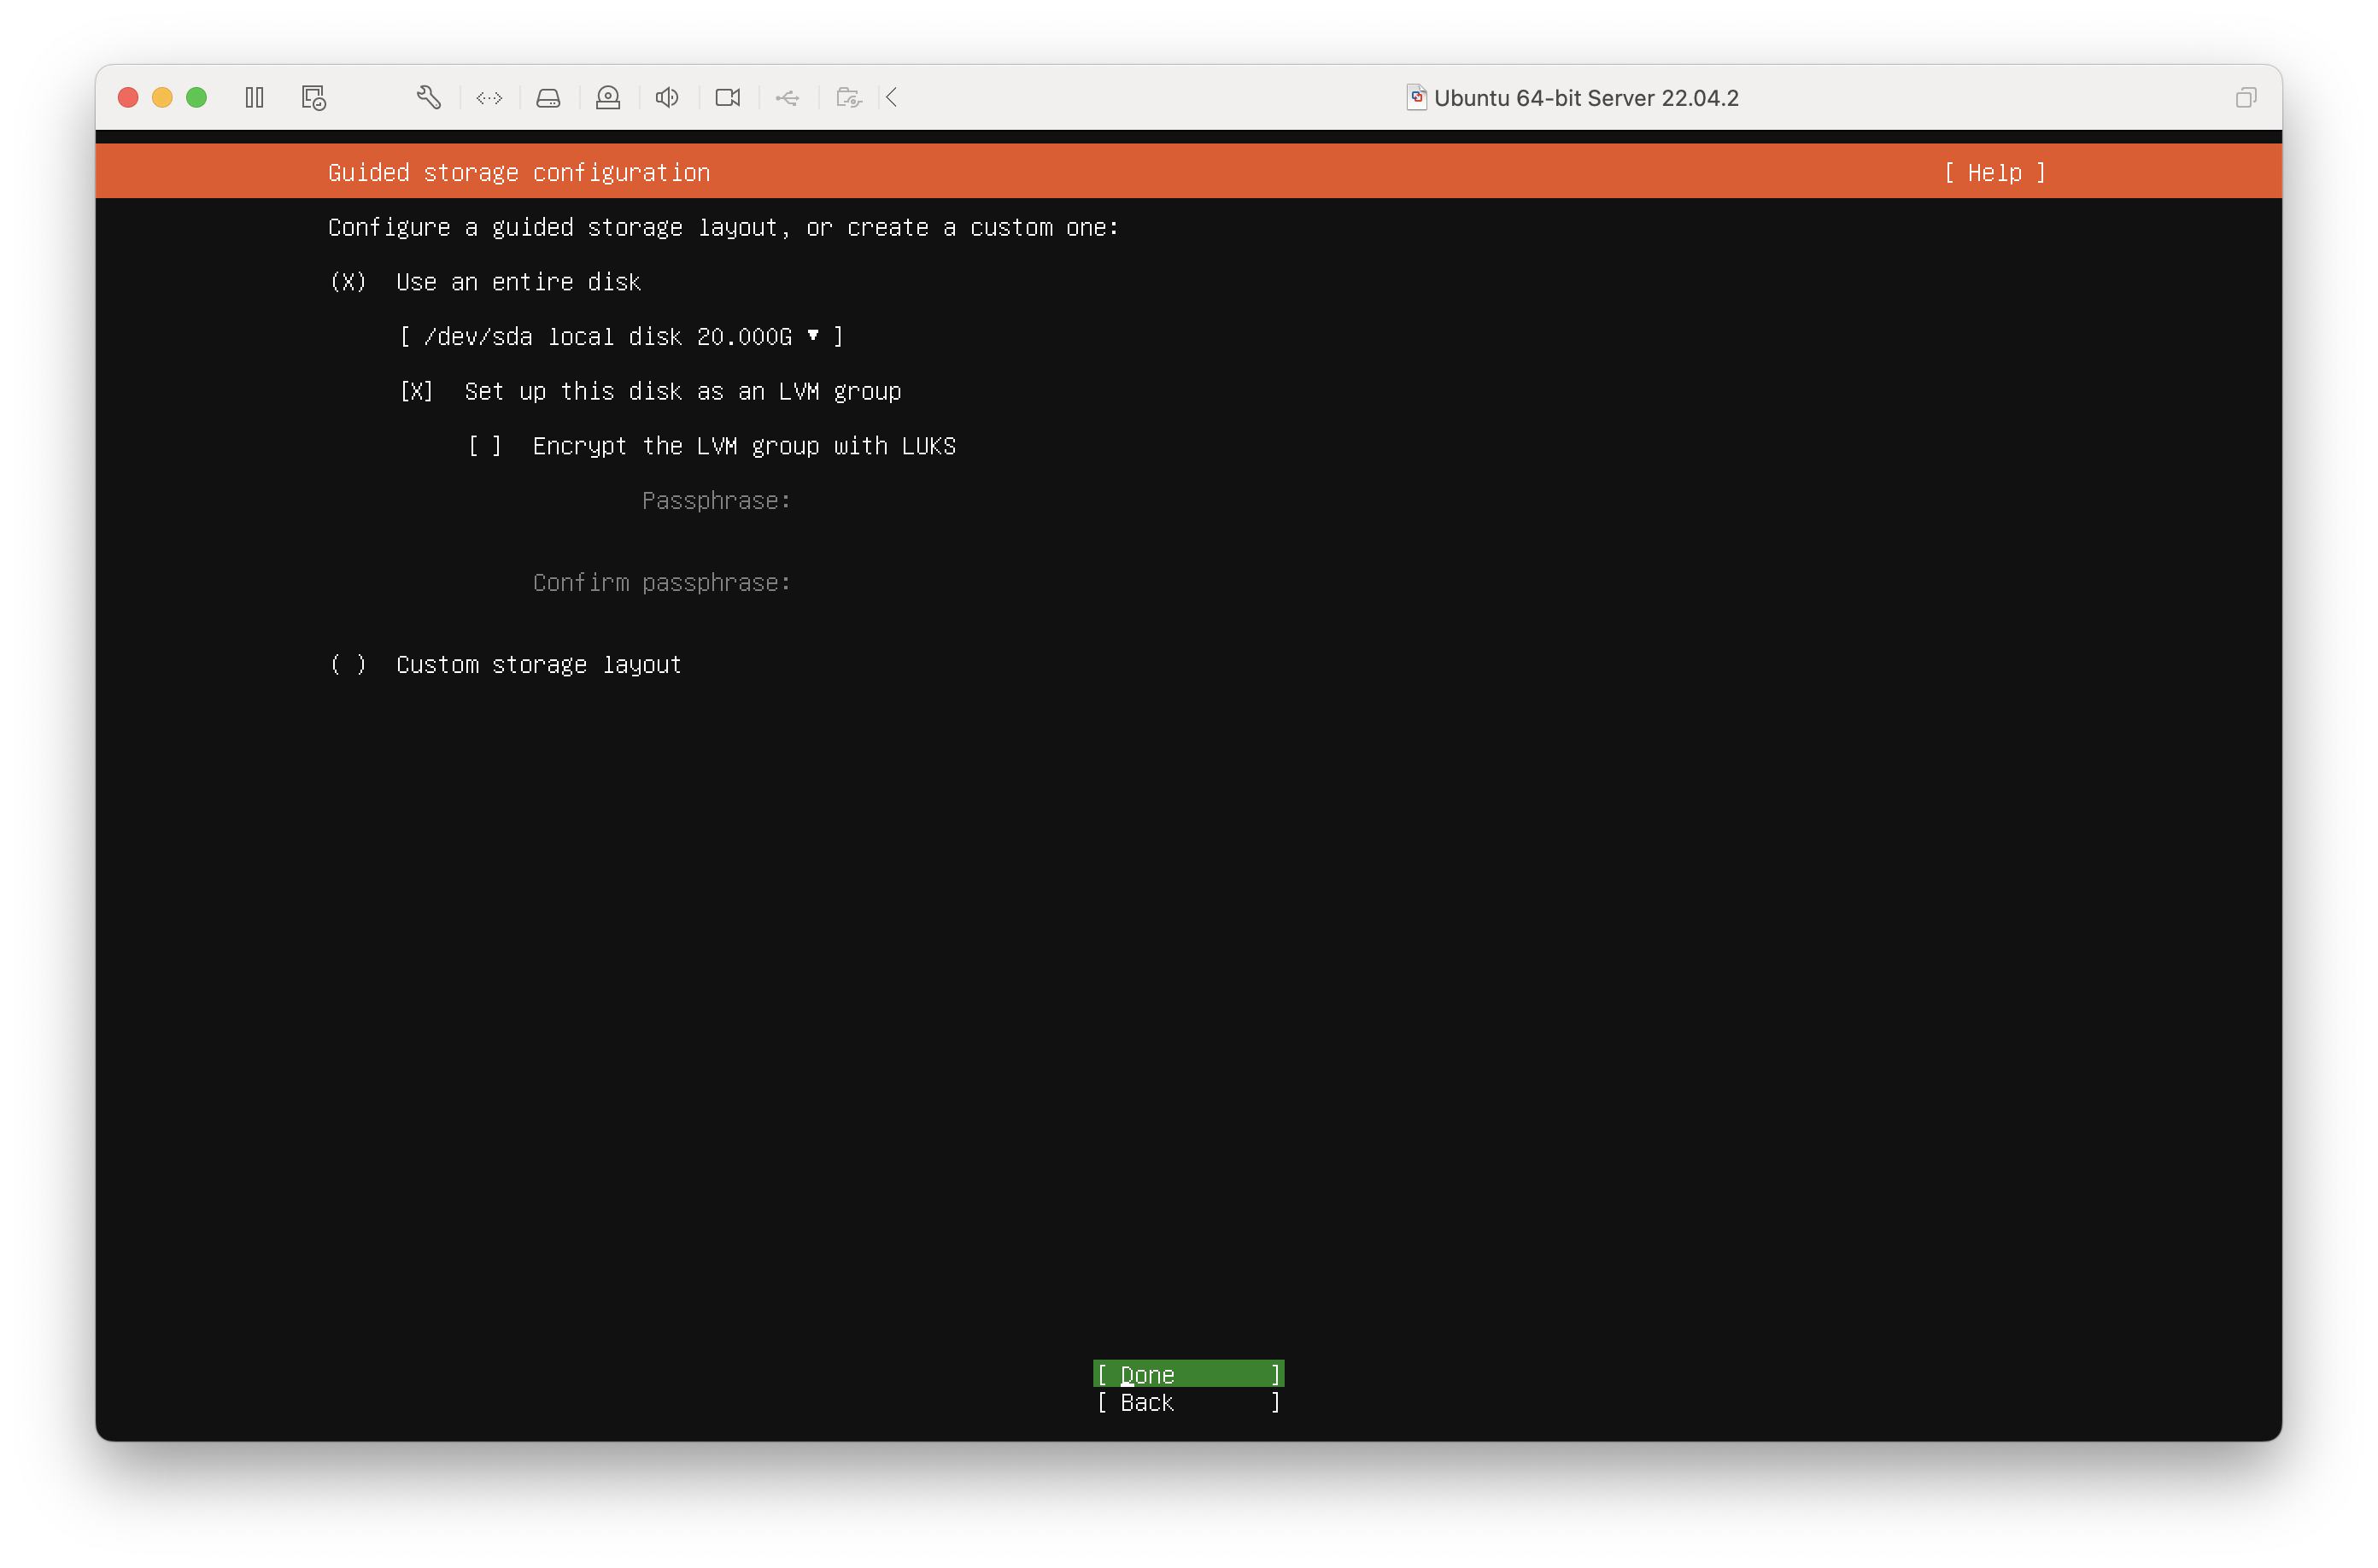 Ubuntu 64-bit Server 22.04.2
Guided storage configuration [ Help ]
Configure a guided storage layout, or create a custom one:
(X) Use an entire disk
[ /dev/sda local disk 20.000G ▾ ]
[X] Set up this disk as an LVM group
[ ] Encrypt the LVM group with LUKS
Passphrase:
Confirm passphrase:
( ) Custom storage layout
[ Done ]
[ Back ]